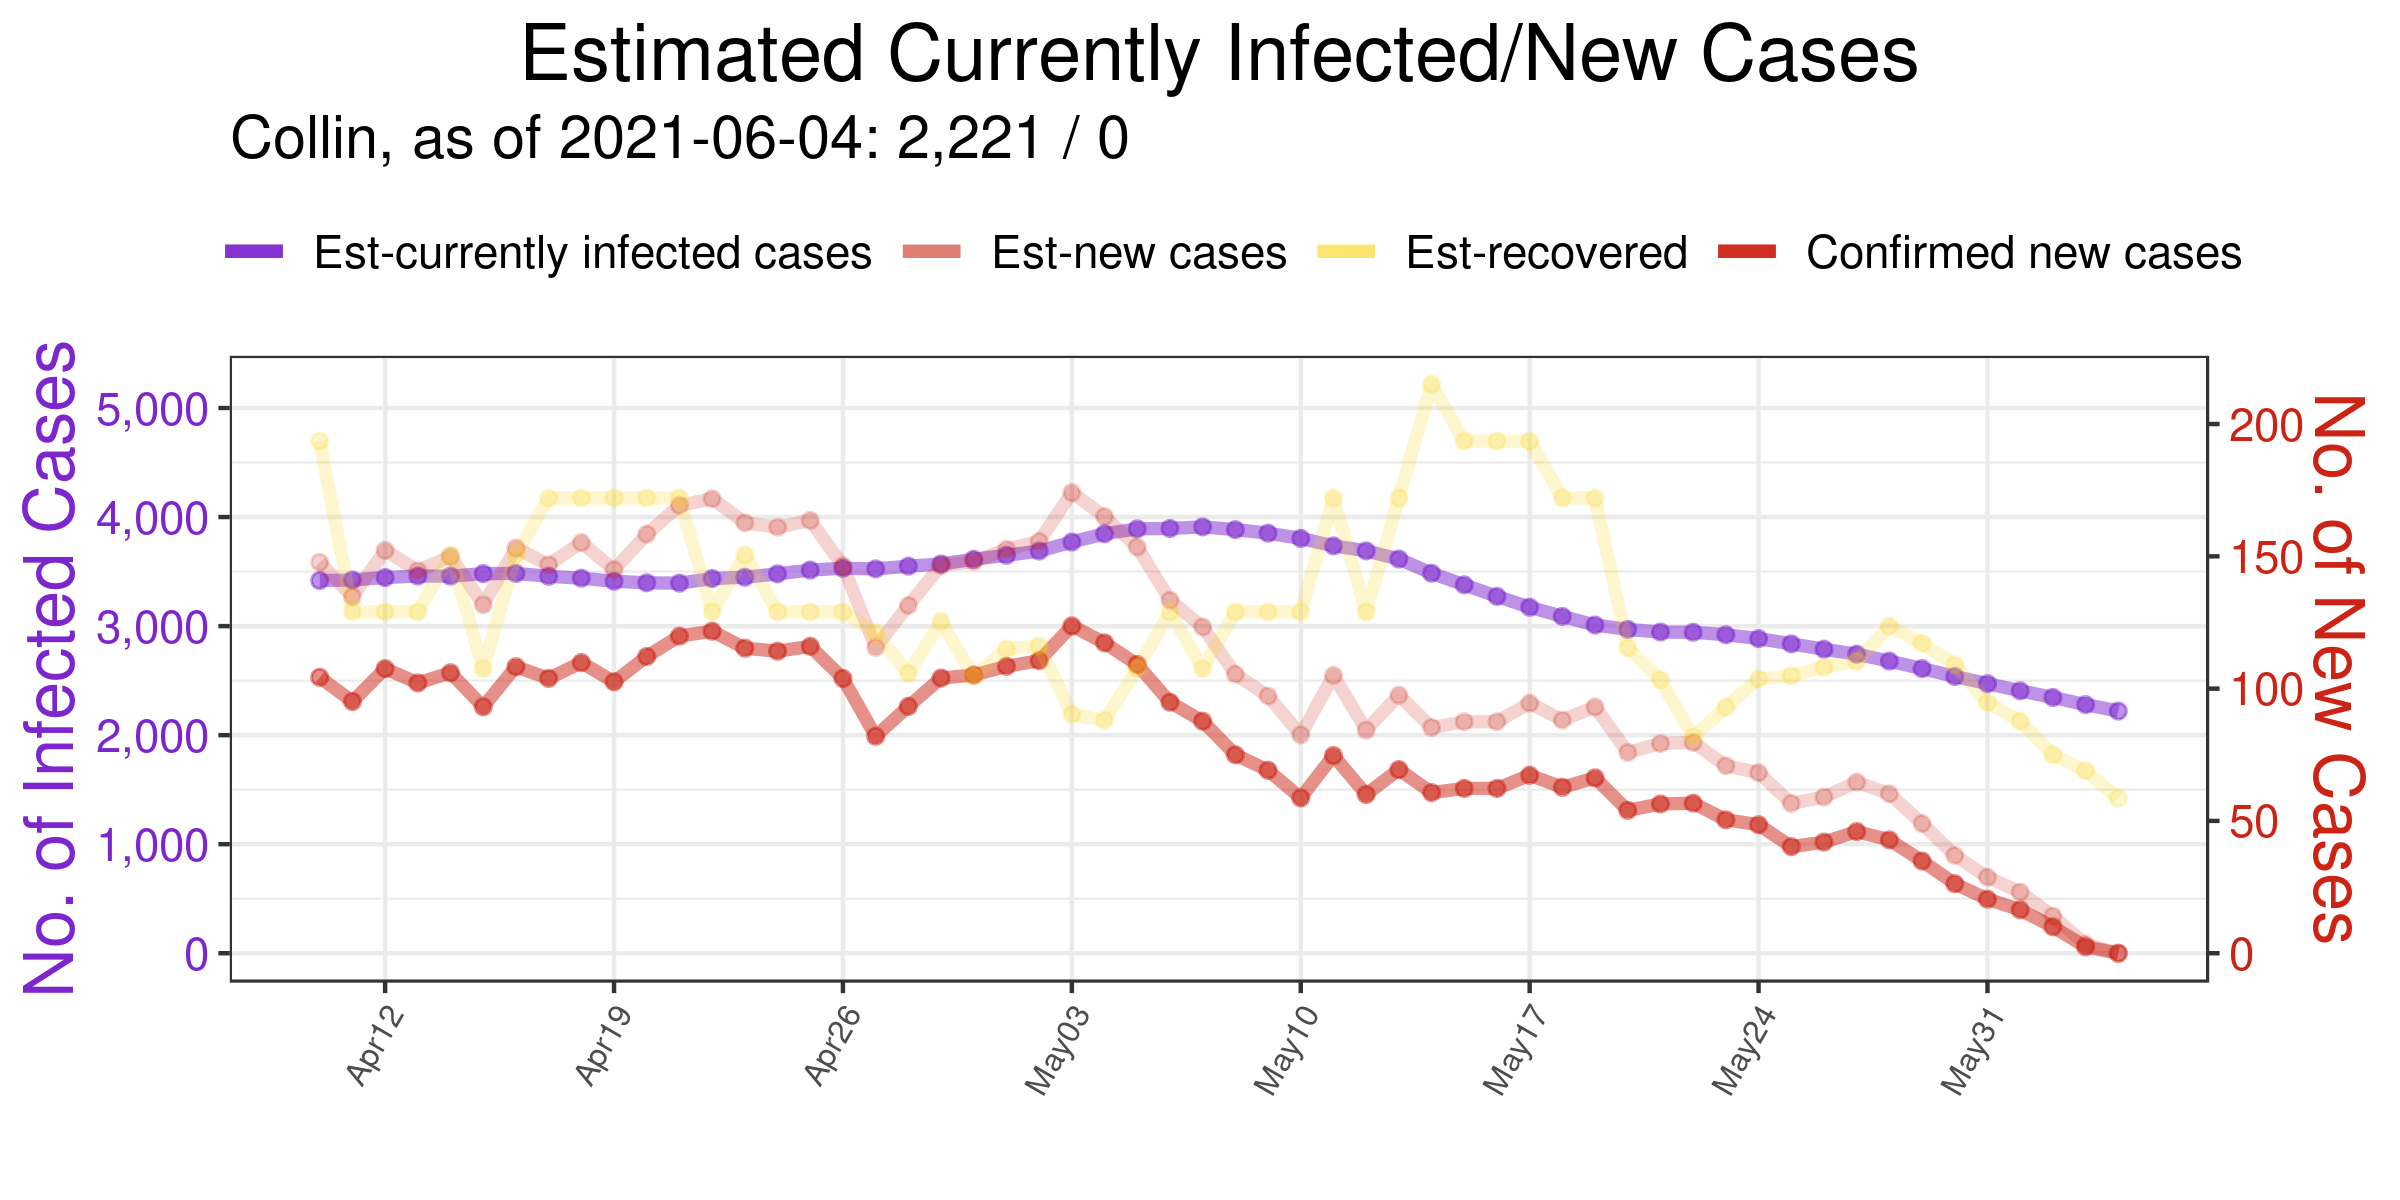 Estimated Currently Infected/New Cases
Collin, as of 2021-06-04: 2,221 / 0
Est-currently infected cases
Est-new cases
Est-recovered
Confirmed new cases
No. of Infected Cases
5,000
4,000
3,000
2,000
1,000
0
200
150
100
50
0
No. of New Cases
Apr12
Apr19
Apr26
May03
May10
May17
May24
May31